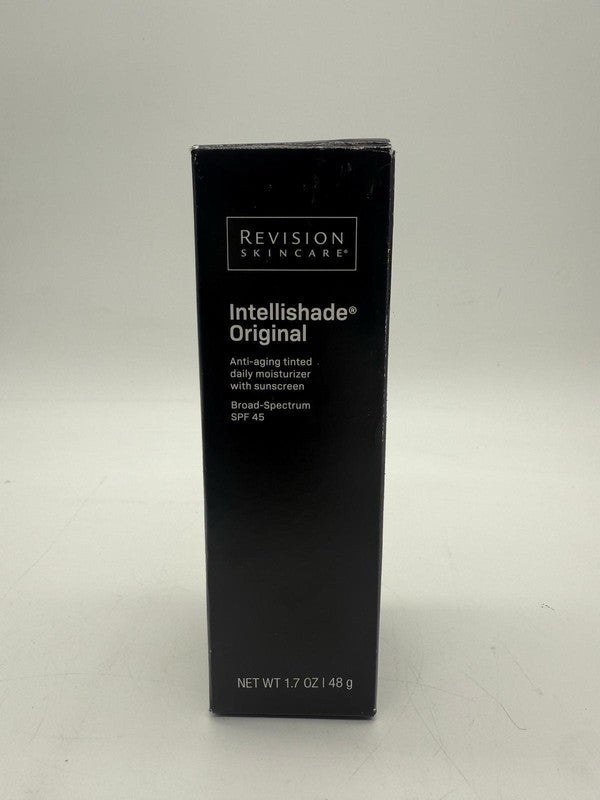 REVISION
SKINCARE®
Intellishade®
Original
Anti-aging tinted
daily moisturizer
with sunscreen
Broad-Spectrum
SPF 45
NET WT 1.7 OZ | 48 g